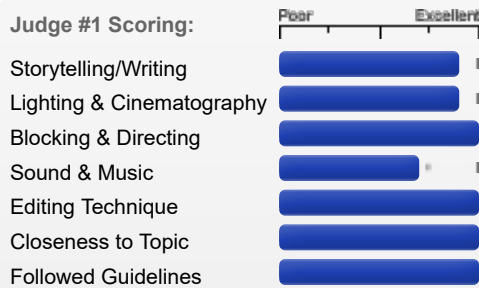 Poor Excellent
Judge #1 Scoring:
Storytelling/Writing
Lighting & Cinematography
Blocking & Directing
Sound & Music
Editing Technique
Closeness to Topic
Followed Guidelines